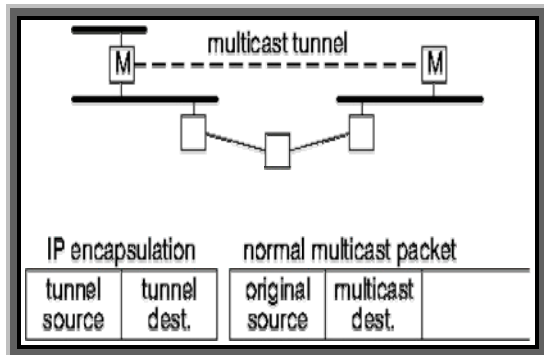 multicast tunnel
M M
IP encapsulation normal multicast packet
tunnel tunnel original multicast
source dest. source dest.